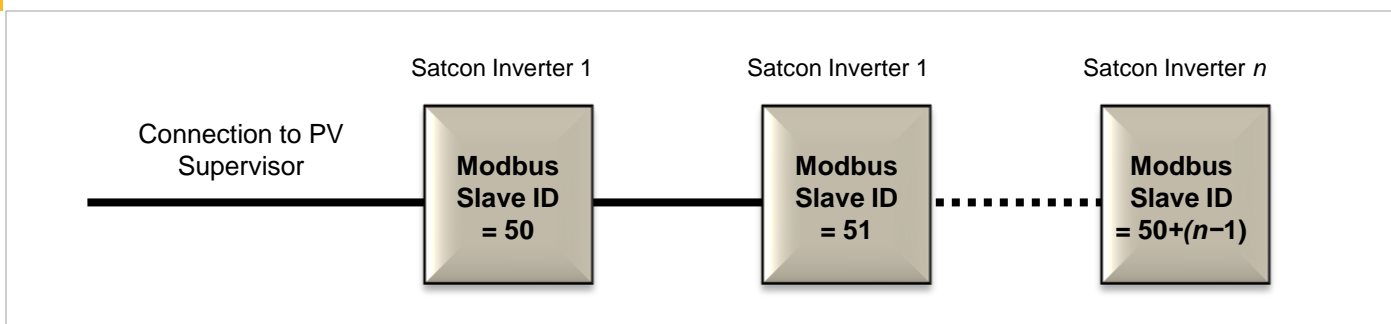 Satcon Inverter 1
Satcon Inverter 1
Satcon Inverter n
Connection to PV
Supervisor
Modbus
Slave ID
= 50
Modbus
Slave ID
= 51
Modbus
Slave ID
= 50+(n−1)